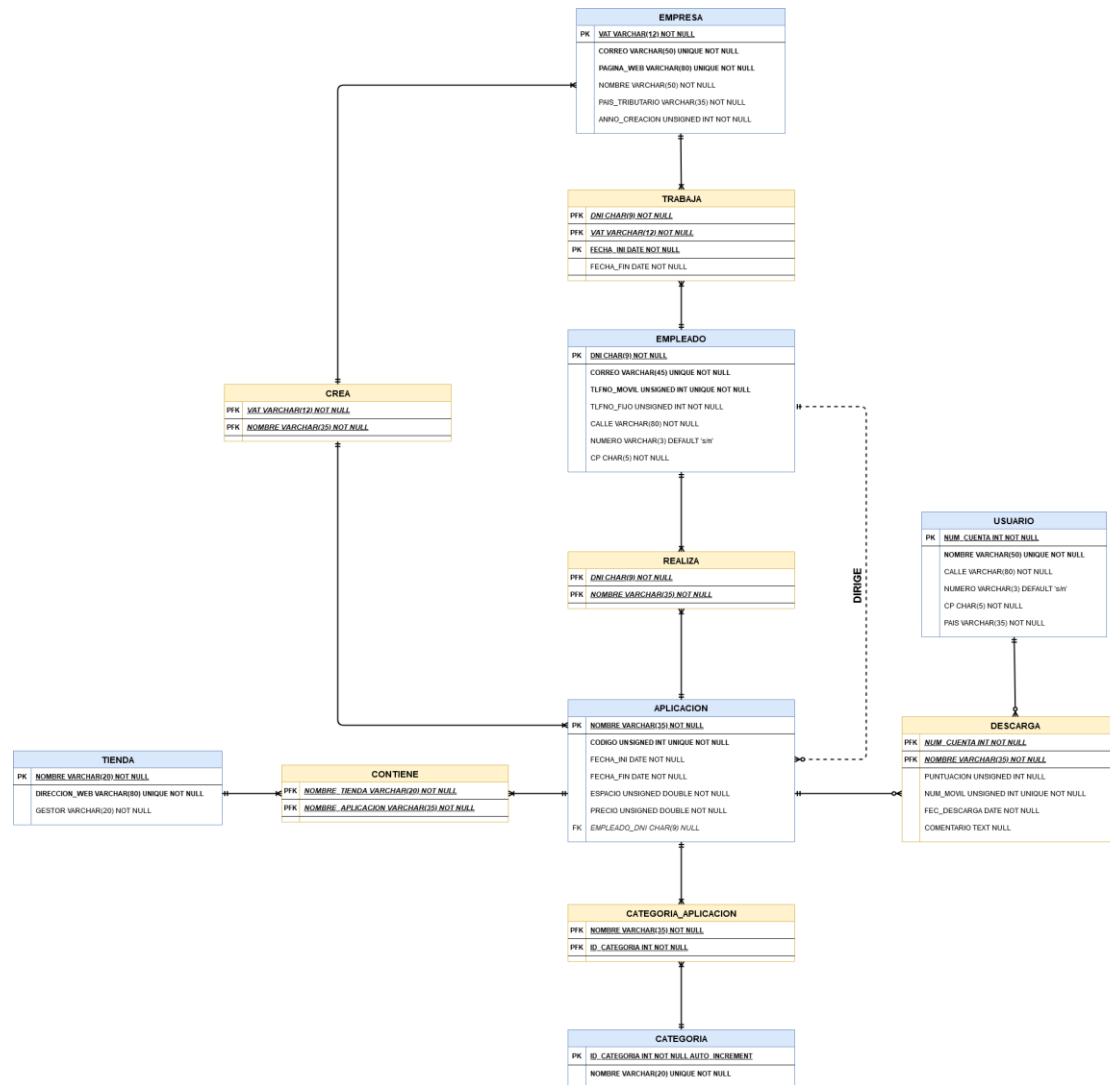 EMPRESA
PK VAT VARCHAR(12) NOT NULL
CORREO VARCHAR(50) UNIQUE NOT NULL
PAGINA_WEB VARCHAR(80) UNIQUE NOT NULL
NOMBRE VARCHAR(50) NOT NULL
PAIS_TRIBUTARIO VARCHAR(35) NOT NULL
ANNO_CREACION UNSIGNED INT NOT NULL
TRABAJA
PFK DNI CHAR(9) NOT NULL
PFK VAT VARCHAR(12) NOT NULL
PK FECHA_INI DATE NOT NULL
FECHA_FIN DATE NOT NULL
EMPLEADO
PK DNI CHAR(9) NOT NULL
CORREO VARCHAR(45) UNIQUE NOT NULL
TLFNO_MOVIL UNSIGNED INT UNIQUE NOT NULL
TLFNO_FIJO UNSIGNED INT NOT NULL
CALLE VARCHAR(80) NOT NULL
NUMERO VARCHAR(3) DEFAULT 's/n'
CP CHAR(5) NOT NULL
CREA
PFK VAT VARCHAR(12) NOT NULL
PFK NOMBRE VARCHAR(35) NOT NULL
DIRIGE
USUARIO
PK NUM_CUENTA INT NOT NULL
NOMBRE VARCHAR(50) UNIQUE NOT NULL
CALLE VARCHAR(80) NOT NULL
NUMERO VARCHAR(3) DEFAULT 's/n'
CP CHAR(5) NOT NULL
PAIS VARCHAR(35) NOT NULL
REALIZA
PFK DNI CHAR(9) NOT NULL
PFK NOMBRE VARCHAR(35) NOT NULL
APLICACION
PK NOMBRE VARCHAR(35) NOT NULL
CODIGO UNSIGNED INT UNIQUE NOT NULL
FECHA_INI DATE NOT NULL
FECHA_FIN DATE NOT NULL
ESPACIO UNSIGNED DOUBLE NOT NULL
PRECIO UNSIGNED DOUBLE NOT NULL
FK EMPLEADO_DNI CHAR(9) NULL
DESCARGA
PFK NUM_CUENTA INT NOT NULL
PFK NOMBRE VARCHAR(35) NOT NULL
PUNTUACION UNSIGNED INT NULL
NUM_MOVIL UNSIGNED INT UNIQUE NOT NULL
FEC_DESCARGA DATE NOT NULL
COMENTARIO TEXT NULL
TIENDA
PK NOMBRE VARCHAR(20) NOT NULL
DIRECCION_WEB VARCHAR(80) UNIQUE NOT NULL
GESTOR VARCHAR(20) NOT NULL
CONTIENE
PFK NOMBRE_TIENDA VARCHAR(20) NOT NULL
PFK NOMBRE_APLICACION VARCHAR(35) NOT NULL
CATEGORIA_APLICACION
PFK NOMBRE VARCHAR(35) NOT NULL
PFK ID_CATEGORIA INT NOT NULL
CATEGORIA
PK ID_CATEGORIA INT NOT NULL AUTO_INCREMENT
NOMBRE VARCHAR(20) UNIQUE NOT NULL